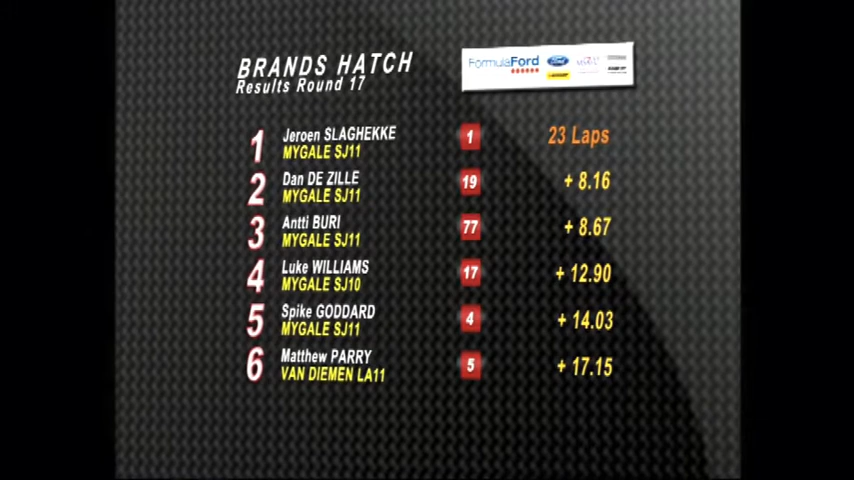 BRANDS HATCH
Results Round 17
FormulaFord
Ford
1 Jeroen SLAGHEKKE 1 23 Laps
MYGALE SJ11
2 Dan DE ZILLE 19 + 8.16
MYGALE SJ11
3 Antti BURI 77 + 8.67
MYGALE SJ11
4 Luke WILLIAMS 17 + 12.90
MYGALE SJ10
5 Spike GODDARD 4 + 14.03
MYGALE SJ11
6 Matthew PARRY 5 + 17.15
VAN DIEMEN LA11